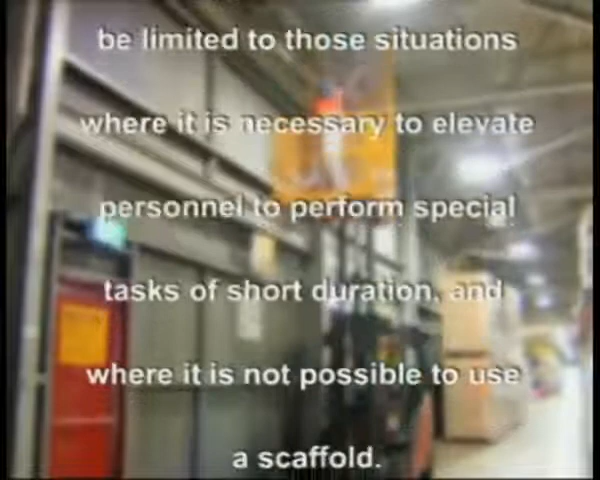 be limited to those situations
where it is necessary to elevate
personnel to perform special
tasks of short duration, and
where it is not possible to use
a scaffold.